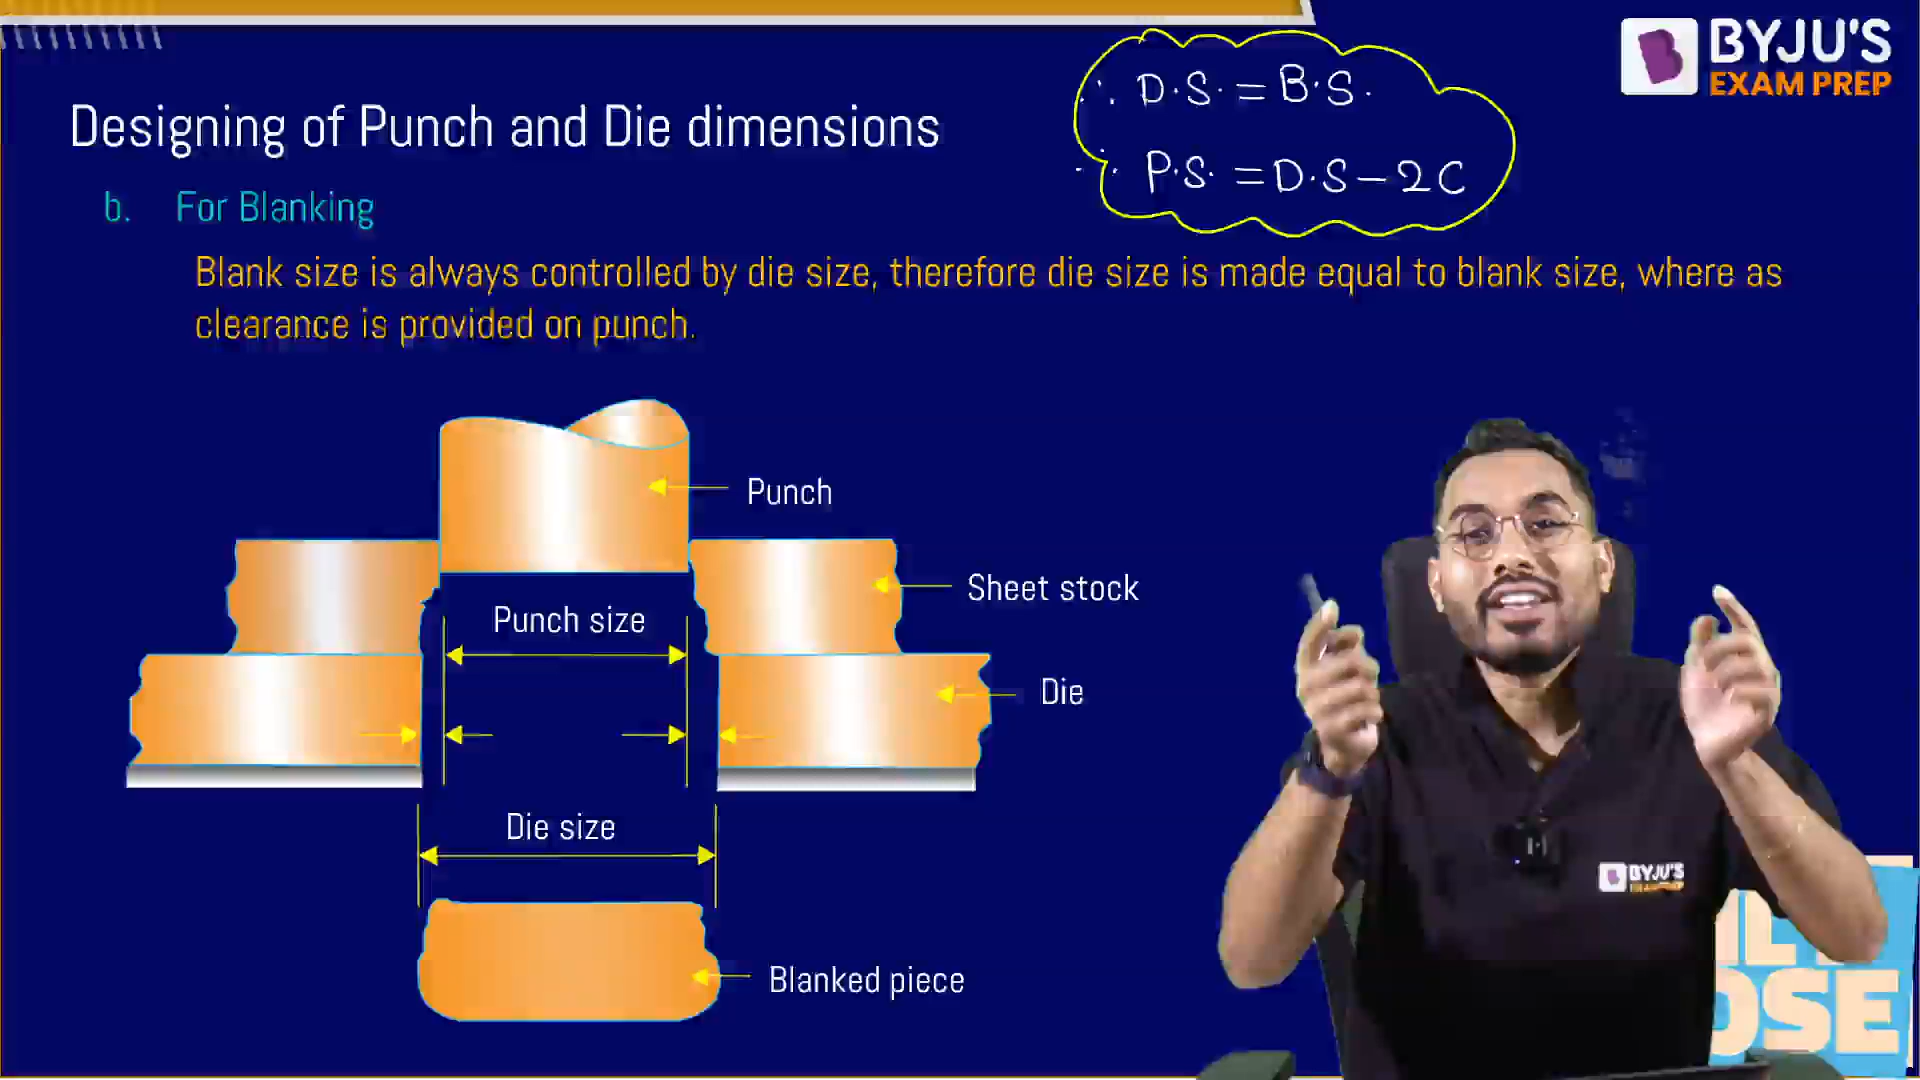 ∴ D.S. = B.S.
BYJU'S
EXAM PREP
Designing of Punch and Die dimensions
∴ P.S. = D.S - 2C
b. For Blanking
Blank size is always controlled by die size, therefore die size is made equal to blank size, where as
clearance is provided on punch.
Punch
Sheet stock
Punch size
Die
Die size
BYJU'S
EXAM PREP
Blanked piece